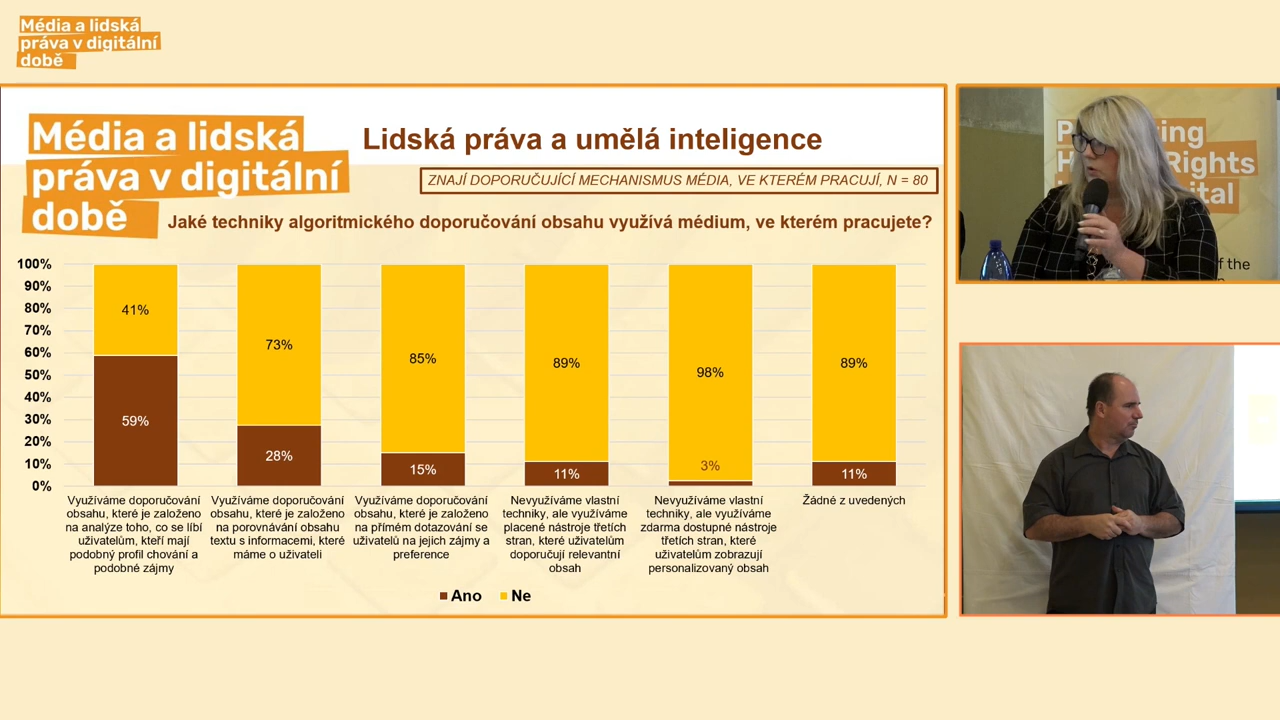 Média a lidská
práva v digitální
době
Média a lidská
práva v digitální
době
Lidská práva a umělá inteligence
ZNAJÍ DOPORUČUJÍCÍ MECHANISMUS MÉDIA, VE KTERÉM PRACUJÍ, N = 80
Jaké techniky algoritmického doporučování obsahu využívá médium, ve kterém pracujete?
100%
90%
80%
70%
60%
50%
40%
30%
20%
10%
0%
41%
59%
73%
28%
85%
15%
89%
11%
98%
3%
89%
11%
Využíváme doporučování
obsahu, které je založeno
na analýze toho, co se líbí
uživatelům, kteří mají
podobný profil chování a
podobné zájmy
Využíváme doporučování
obsahu, které je založeno
na porovnávání obsahu
textu s informacemi, které
máme o uživateli
Využíváme doporučování
obsahu, které je založeno
na přímém dotazování se
uživatelů na jejich zájmy a
preference
Nevyužíváme vlastní
techniky, ale využíváme
placené nástroje třetích
stran, které uživatelům
doporučují relevantní
obsah
Nevyužíváme vlastní
techniky, ale využíváme
zdarma dostupné nástroje
třetích stran, které
uživatelům zobrazují
personalizovaný obsah
Žádné z uvedených
Ano
Ne
Rights
of the